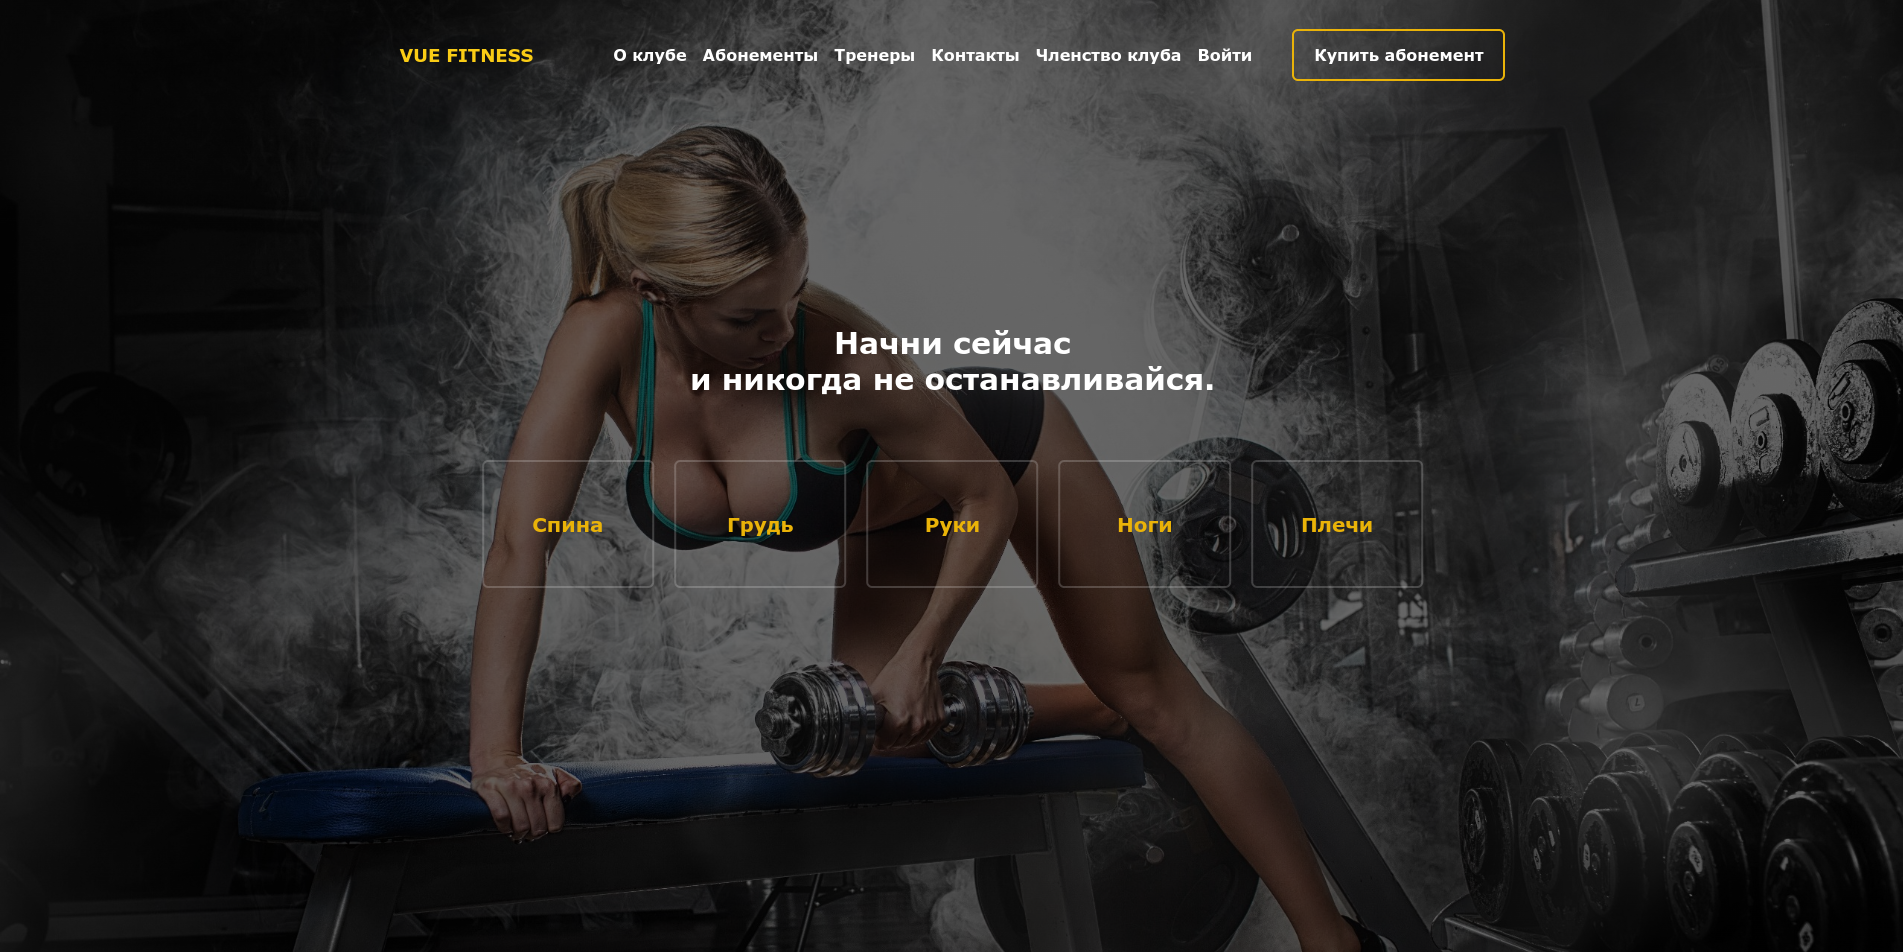 VUE FITNESS
О клубе
Абонементы
Тренеры
Контакты
Членство клуба
Войти
Купить абонемент
Начни сейчас
и никогда не останавливайся.
Спина
Грудь
Руки
Ноги
Плечи